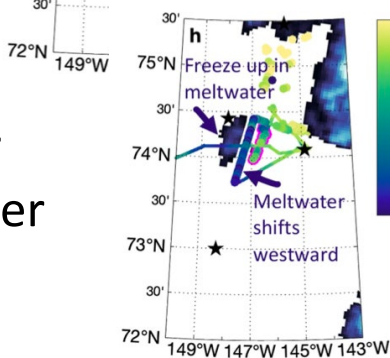 30'
72°N
149°W
er
h
30'
75°N
Freeze up in
meltwater
30'
74°N
30'
Meltwater
shifts
westward
73°N
30'
72°N
149°W 147°W 145°W 143°W